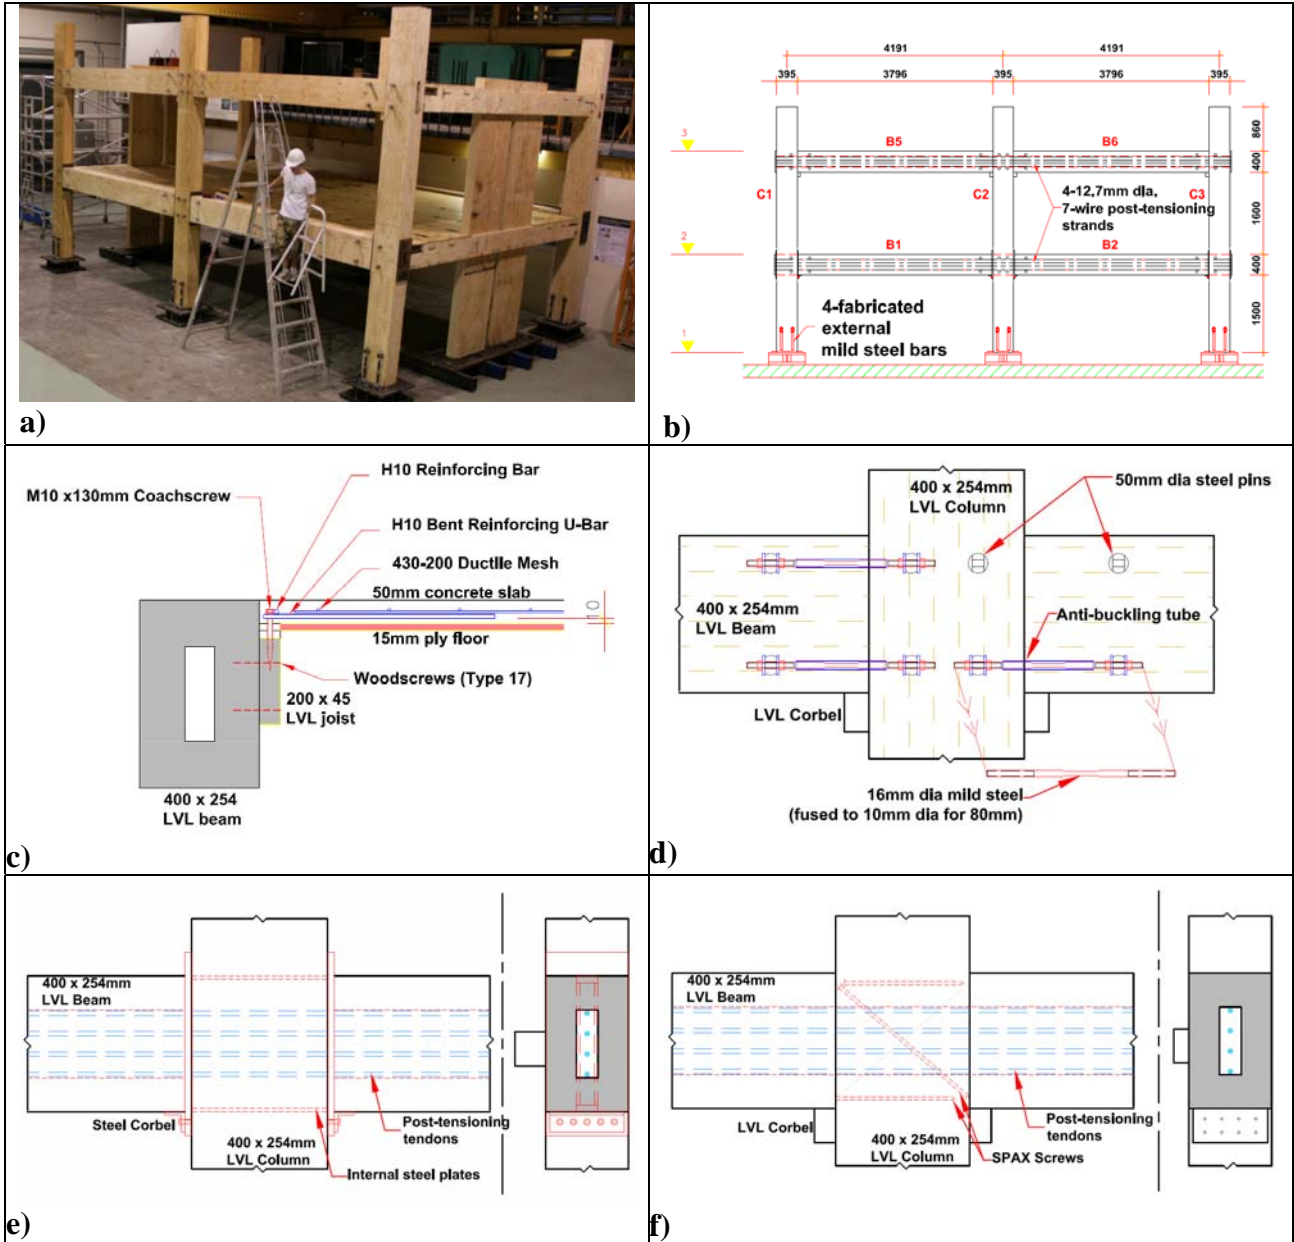 a)
4191
4191
395
3796
395
3796
395
3
B5
B6
860
400
C1
C2
C3
4-12,7mm dia,
7-wire post-tensioning
strands
1600
2
B1
B2
400
4-fabricated
external
mild steel bars
1500
1
b)
H10 Reinforcing Bar
M10 x130mm Coachscrew
H10 Bent Reinforcing U-Bar
430-200 Ductile Mesh
50mm concrete slab
15mm ply floor
Woodscrews (Type 17)
200 x 45
LVL joist
400 x 254
LVL beam
c)
400 x 254mm
LVL Column
50mm dia steel pins
400 x 254mm
LVL Beam
Anti-buckling tube
LVL Corbel
16mm dia mild steel
(fused to 10mm dia for 80mm)
d)
400 x 254mm
LVL Beam
Steel Corbel
Post-tensioning
tendons
400 x 254mm
LVL Column
Internal steel plates
e)
400 x 254mm
LVL Beam
LVL Corbel
Post-tensioning
tendons
400 x 254mm
LVL Column
SPAX Screws
f)